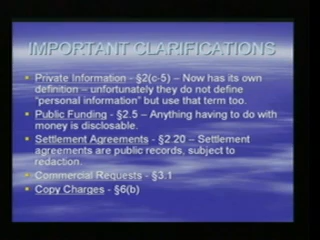 IMPORTANT CLARIFICATIONS
Private Information - §2(c-5) – Now has its own
definition – unfortunately they do not define
"personal information" but use that term too.
Public Funding - §2.5 – Anything having to do with
money is disclosable.
Settlement Agreements - §2.20 – Settlement
agreements are public records, subject to
redaction.
Commercial Requests - §3.1
Copy Charges - §6(b)